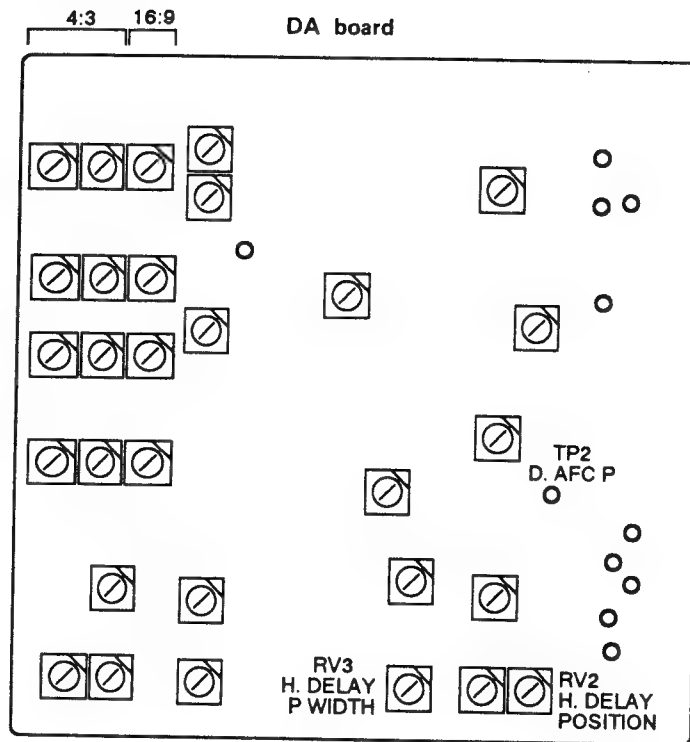 4:3 16:9 DA board
TP2
D. AFC P
RV3
H. DELAY
P WIDTH
RV2
H. DELAY
POSITION